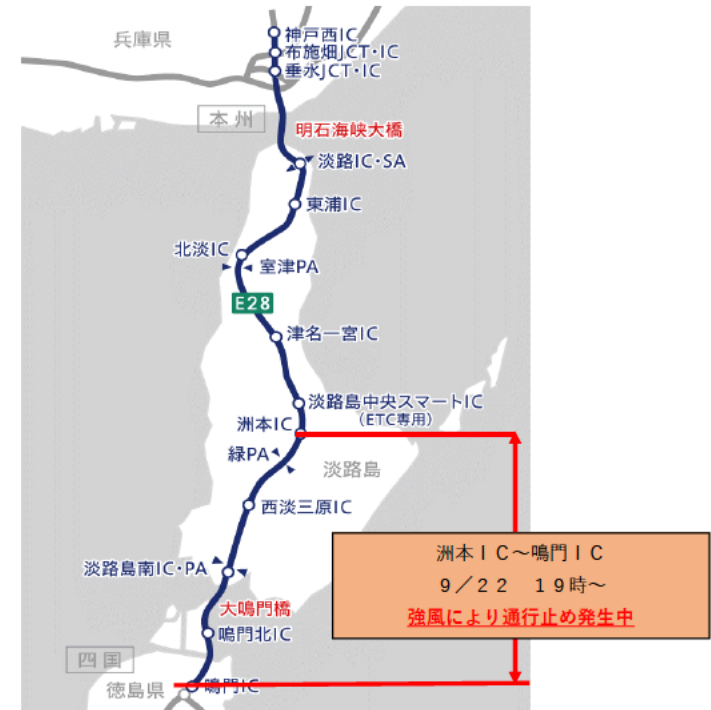 兵庫県
神戸西IC
布施畑JCT・IC
垂水JCT・IC
本州
明石海峡大橋
淡路IC・SA
東浦IC
北淡IC
室津PA
E28
津名一宮IC
淡路島中央スマートIC
（ETC専用）
洲本IC
緑PA
淡路島
西淡三原IC
洲本ＩＣ～鳴門ＩＣ
９／２２　１９時～
強風により通行止め発生中
淡路島南IC・PA
大鳴門橋
鳴門北IC
四国
徳島県
鳴門IC